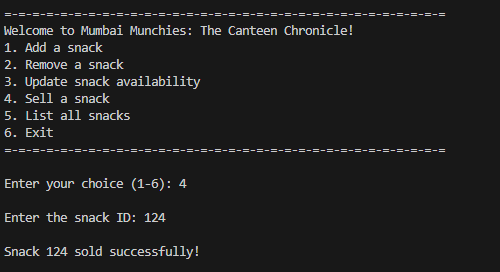 =-=-=-=-=-=-=-=-=-=-=-=-=-=-=-=-=-=-=-=-=-=-=-=-=-=-=-=-=-=-=-=
Welcome to Mumbai Munchies: The Canteen Chronicle!
1. Add a snack
2. Remove a snack
3. Update snack availability
4. Sell a snack
5. List all snacks
6. Exit
=-=-=-=-=-=-=-=-=-=-=-=-=-=-=-=-=-=-=-=-=-=-=-=-=-=-=-=-=-=-=-=
Enter your choice (1-6): 4
Enter the snack ID: 124
Snack 124 sold successfully!